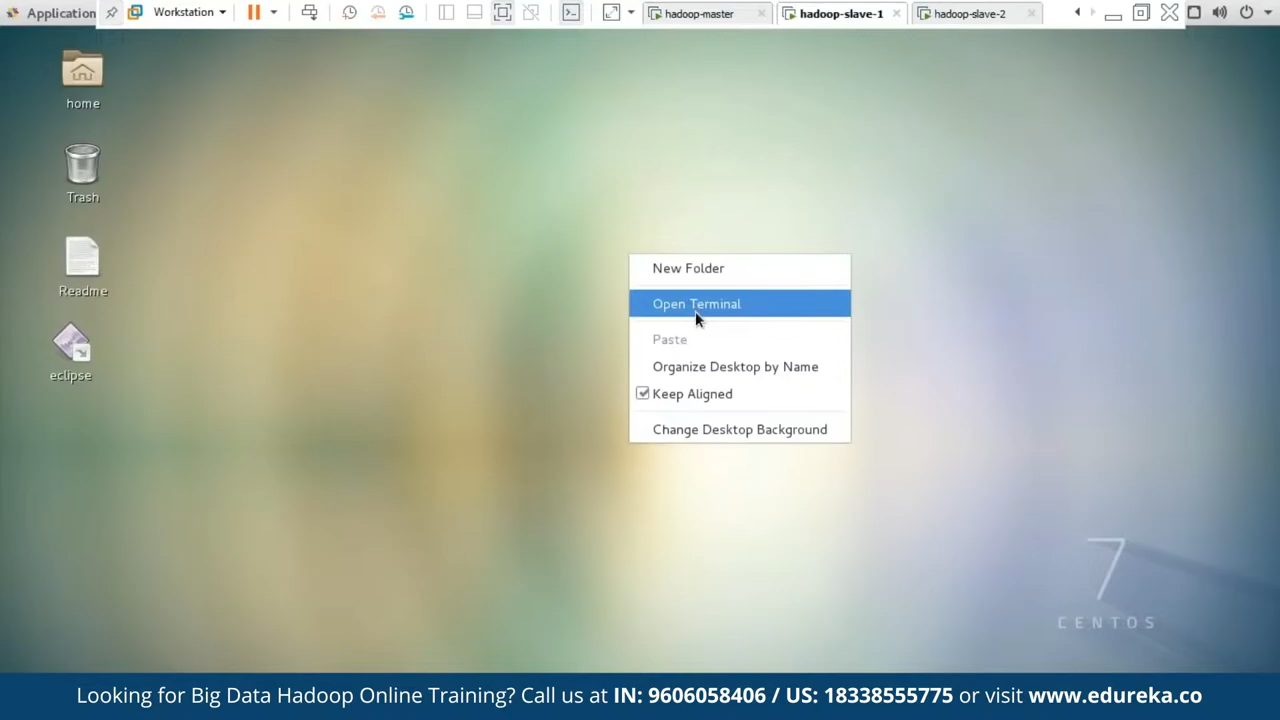 Application
Workstation
hadoop-master
hadoop-slave-1
hadoop-slave-2
home
Trash
Readme
eclipse
New Folder
Open Terminal
Paste
Organize Desktop by Name
Keep Aligned
Change Desktop Background
7
CENTOS
Looking for Big Data Hadoop Online Training? Call us at IN: 9606058406 / US: 18338555775 or visit www.edureka.co